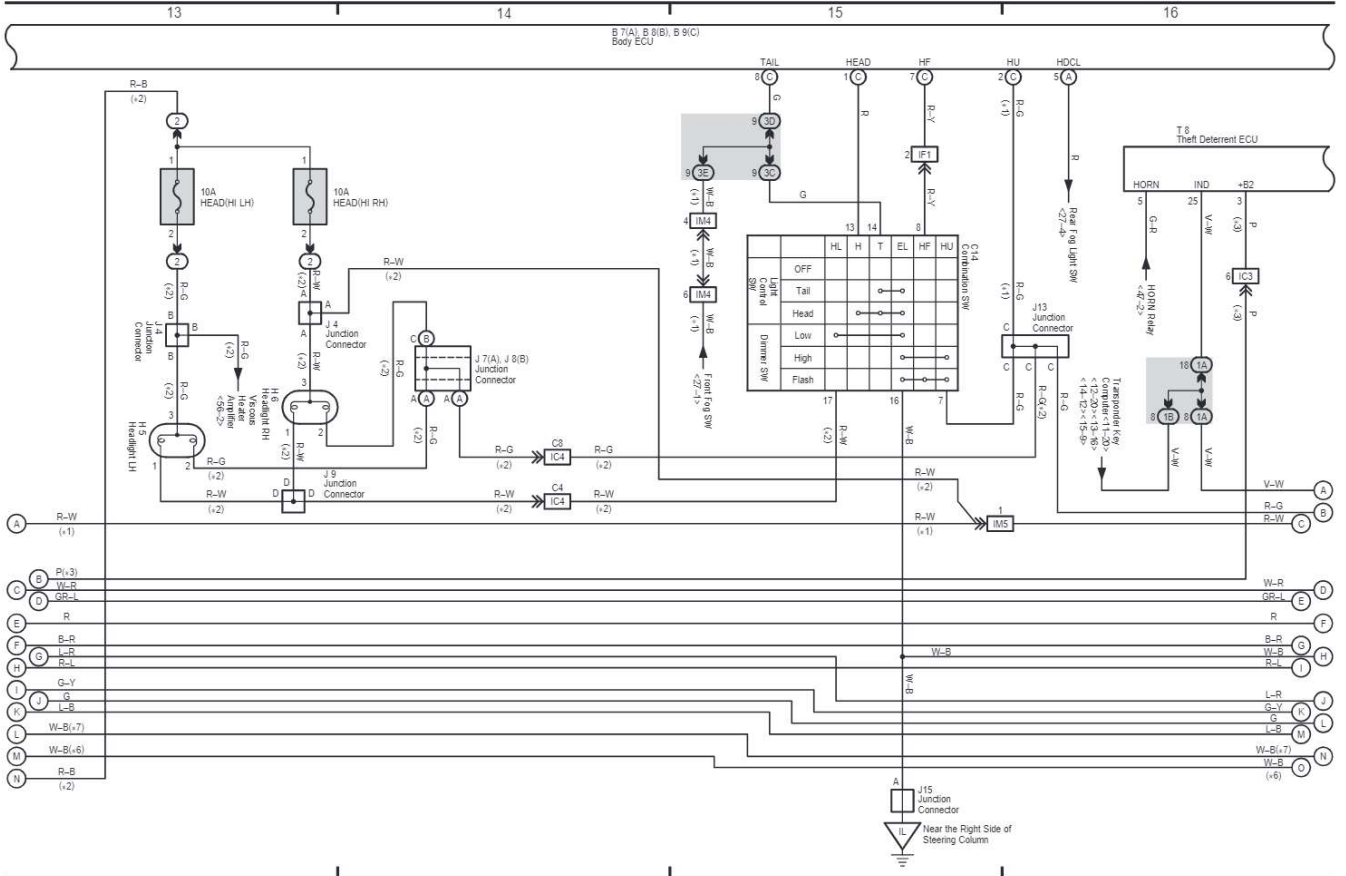 13 14 15 16
B 7(A), B 8(B), B 9(C)
Body ECU
TAIL HEAD HF HU HDCL
8 C 1 C 7 C 2 C 5 A
R–B
(*2)
G
R
R–Y
(*1)
R–G
R
2
9 3D
2 IF1
9 3E 9 3C
T 8
Theft Deterrent ECU
HORN IND +B2
5 25 3
1 1
10A
HEAD(HI LH)
10A
HEAD(HI RH)
2 2
2 2
W–B
(*1)
G
R–Y
Rear Fog Light SW
<27–4>
G–R
V–W
P
(*3)
4 IM4
W–B
(*1)
6 IM4
W–B
(*1)
Front Fog SW
<27–1>
13 14 8
HL H T EL HF HU
C14
Combination SW
Light
Control
SW
OFF
Tail
Head
Dimmer SW
Low
High
Flash
17 16 7
R–G
(*1)
HORN Relay
<47–2>
6 IC3
P
(*3)
R–G
(*2)
R–W
(*2)
R–W
(*2)
A A
A
J 4
Junction
Connector
B
B
B
J 4
Junction
Connector
R–G
(*2)
R–G
(*2)
Viscous
Heater
Amplifier
<56–2>
R–W
(*2)
R–G
(*2)
C B
J 7(A), J 8(B)
Junction
Connector
A A A A
C
J13
Junction
Connector
C C C
R–G
R–G(*2)
R–G
18 1A
8 1B 8 1A
Transponder Key
Computer<11–20>
<12–20><13–16>
<14–12><15–9>
V–W
V–W
3
H 5
Headlight LH
1 2
3
H 6
Headlight RH
1 2
R–W
(*2)
R–G
(*2)
R–G
(*2)
R–G
(*2)
C8
IC4
R–G
(*2)
R–W
(*2)
W–B
D
D D
J 9
Junction
Connector
R–W
(*2)
R–W
(*2)
C4
IC4
R–W
(*2)
R–W
(*2)
V–W A
R–G B
A R–W
(*1)
R–W
(*1)
1
IM5
R–W C
B P(*3)
C W–R W–R D
D GR–L GR–L E
E R R F
F B–R B–R G
G L–R W–B W–B H
H R–L R–L I
I G–Y
J G
K L–B
W–B
L–R J
G–Y K
G L
L–B M
L W–B(*7) W–B(*7) N
M W–B(*6) W–B O
(*6)
N R–B
(*2)
A
J15
Junction
Connector
IL
Near the Right Side of
Steering Column